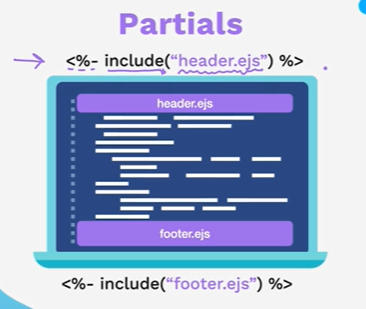 Partials
<%- include(“header.ejs”) %>
header.ejs
footer.ejs
<%- include(“footer.ejs”) %>